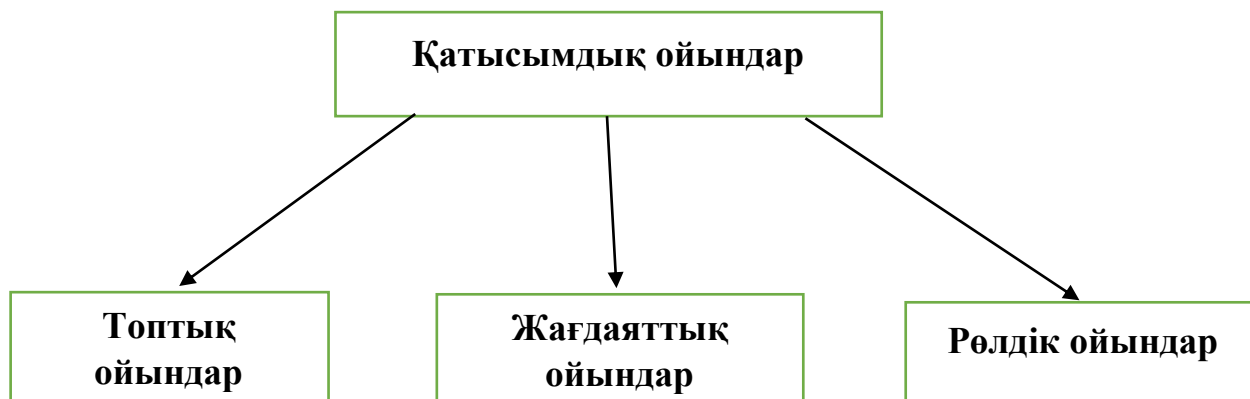 Қатысымдық ойындар
Топтық
ойындар
Жағдаяттық
ойындар
Рөлдік ойындар